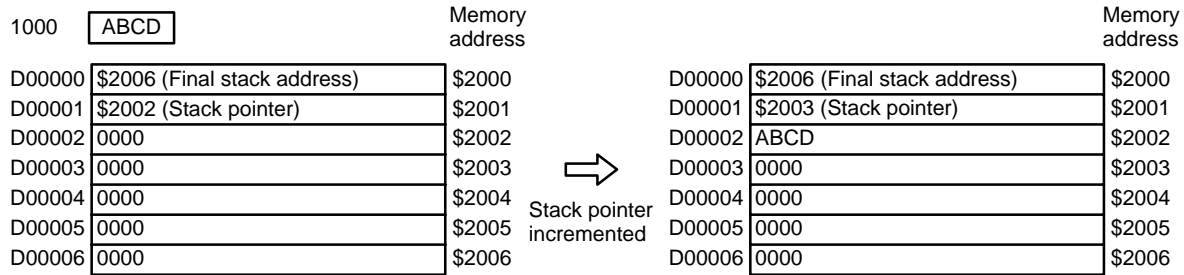 1000 ABCD
Memory address
Memory address
D00000 $2006 (Final stack address) $2000
D00001 $2002 (Stack pointer) $2001
D00002 0000 $2002
D00003 0000 $2003
D00004 0000 $2004
D00005 0000 $2005
D00006 0000 $2006
Stack pointer
incremented
D00000 $2006 (Final stack address) $2000
D00001 $2003 (Stack pointer) $2001
D00002 ABCD $2002
D00003 0000 $2003
D00004 0000 $2004
D00005 0000 $2005
D00006 0000 $2006